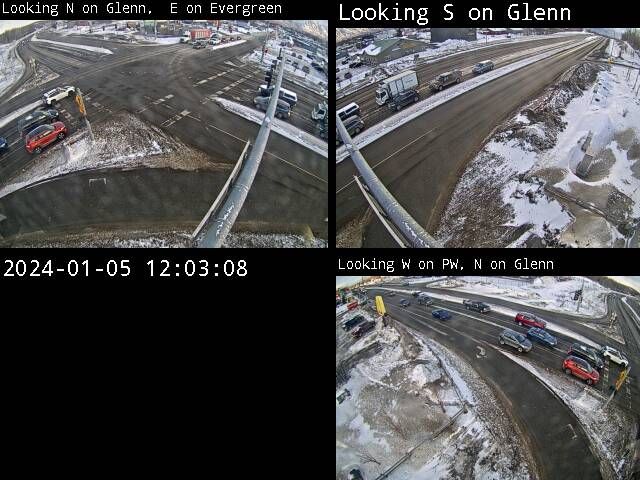 Looking N on Glenn,  E on Evergreen
Looking S on Glenn
2024-01-05 12:03:08
Looking W on PW, N on Glenn